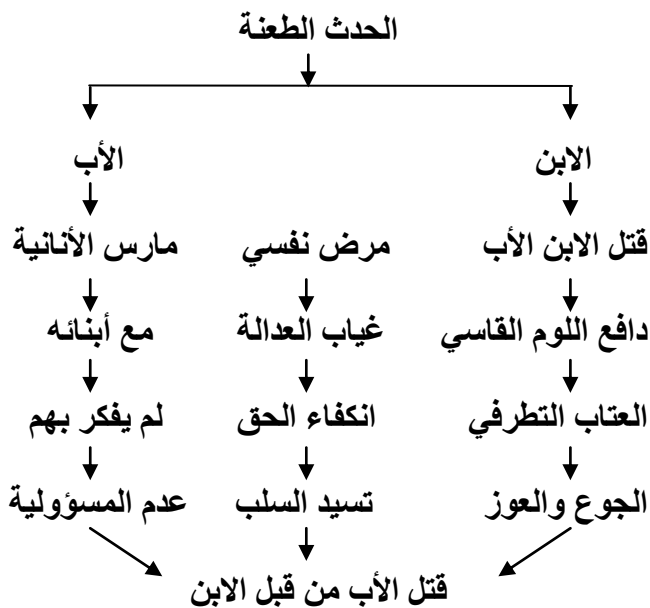 الحدث الطعنة
الابن الأب
قتل الابن الأب مرض نفسي مارس الأنانية
دافع اللوم القاسي غياب العدالة مع أبنائه
العتاب التطرفي انكفاء الحق لم يفكر بهم
الجوع والعوز تسيد السلب عدم المسؤولية
قتل الأب من قبل الابن